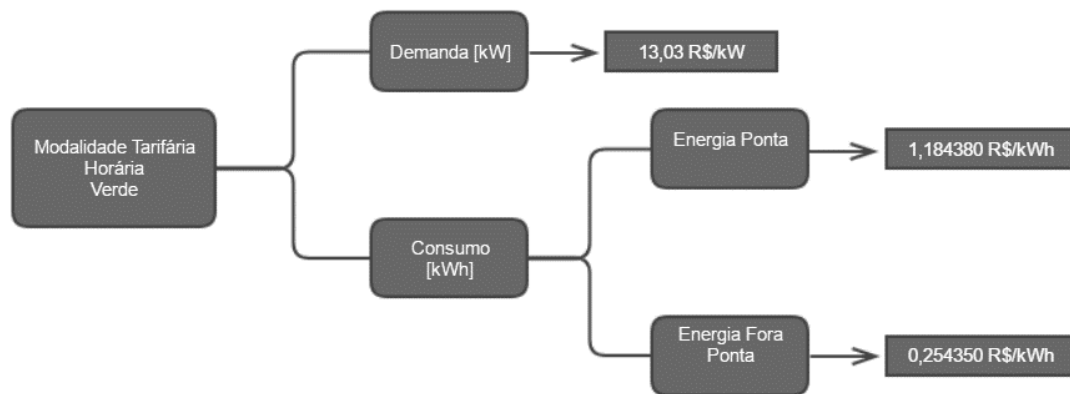 Modalidade Tarifária
Horária
Verde
Demanda [kW]
13,03 R$/kW
Consumo
[kWh]
Energia Ponta
1,184380 R$/kWh
Energia Fora
Ponta
0,254350 R$/kWh